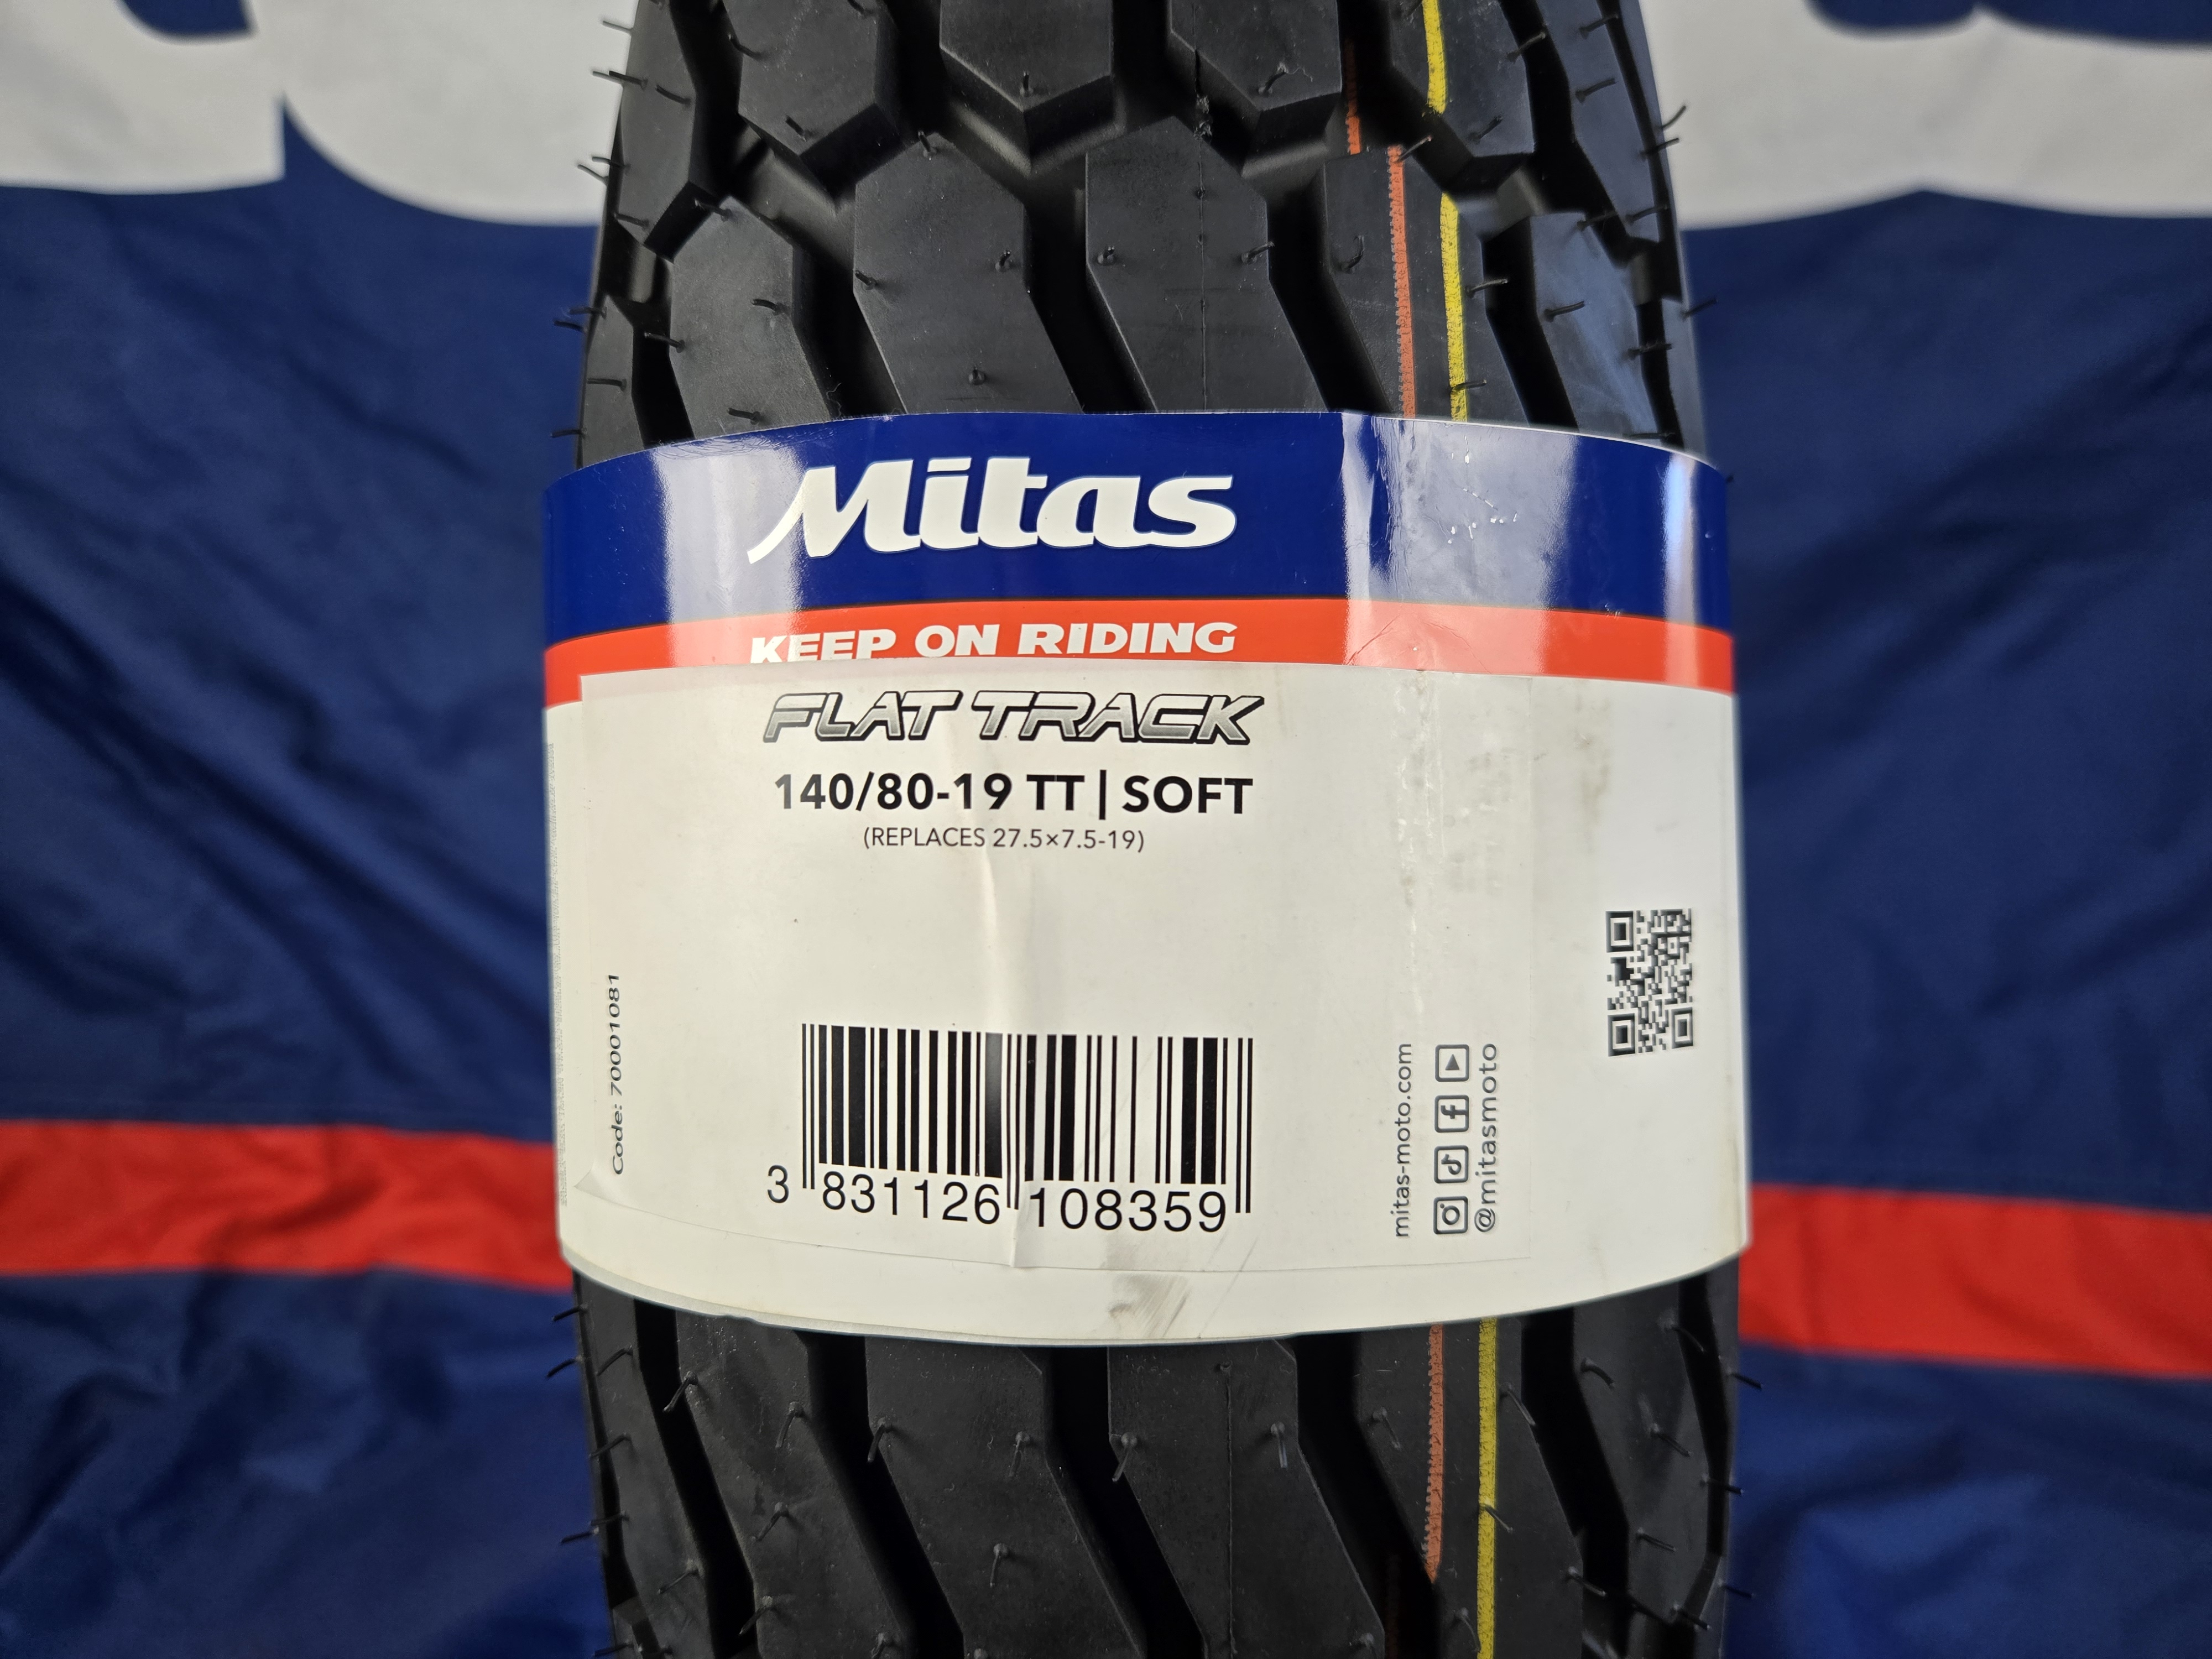 Mitas
KEEP ON RIDING
FLAT TRACK
140/80-19 TT | SOFT
(REPLACES 27.5×7.5-19)
Code: 70001081
3 831126 108359
mitas-moto.com
@mitasmoto